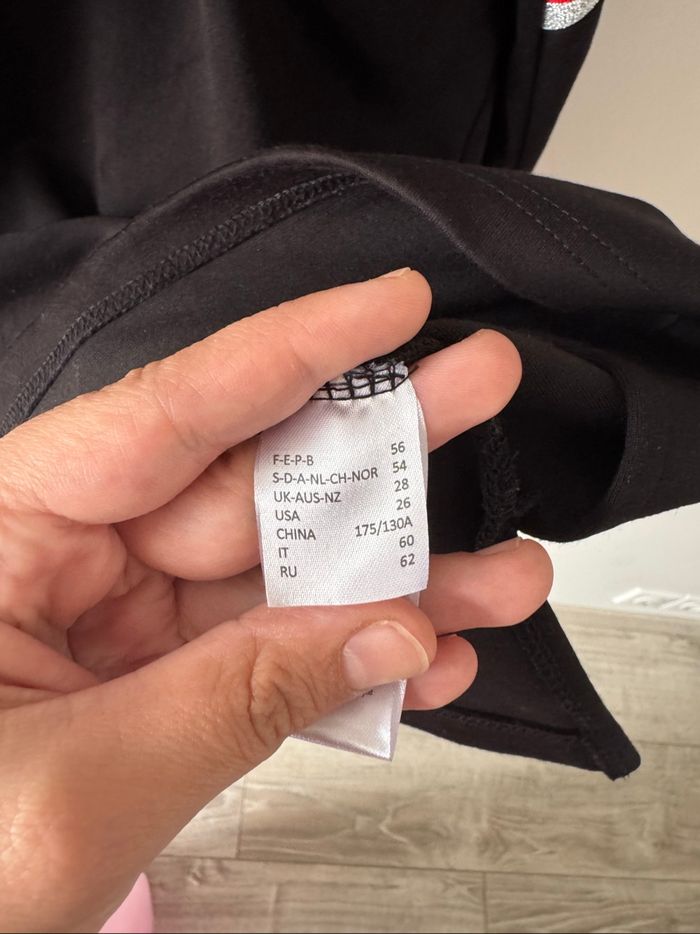 F-E-P-B 56
S-D-A-NL-CH-NOR 54
UK-AUS-NZ 28
USA 26
CHINA 175/130A
IT 60
RU 62